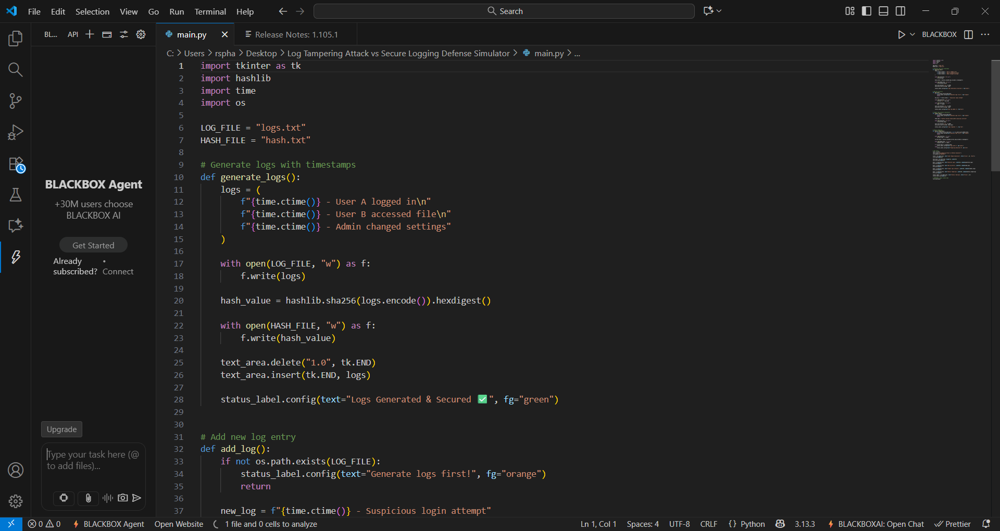 File Edit Selection View Go Run Terminal Help
Search
BL... API
main.py
Release Notes: 1.105.1
BLACKBOX
C: > Users > rspha > Desktop > Log Tampering Attack vs Secure Logging Defense Simulator > main.py > ...
1 import tkinter as tk
2 import hashlib
3 import time
4 import os
5
6 LOG_FILE = "logs.txt"
7 HASH_FILE = "hash.txt"
8
9 # Generate logs with timestamps
10 def generate_logs():
11     logs = (
12         f"{time.ctime()} - User A logged in\n"
13         f"{time.ctime()} - User B accessed file\n"
14         f"{time.ctime()} - Admin changed settings"
15     )
16
17     with open(LOG_FILE, "w") as f:
18         f.write(logs)
19
20     hash_value = hashlib.sha256(logs.encode()).hexdigest()
21
22     with open(HASH_FILE, "w") as f:
23         f.write(hash_value)
24
25     text_area.delete("1.0", tk.END)
26     text_area.insert(tk.END, logs)
27
28     status_label.config(text="Logs Generated & Secured ✅", fg="green")
29
30
31 # Add new log entry
32 def add_log():
33     if not os.path.exists(LOG_FILE):
34         status_label.config(text="Generate logs first!", fg="orange")
35         return
36
37     new_log = f"{time.ctime()} - Suspicious login attempt"
BLACKBOX Agent
+30M users choose
BLACKBOX AI
Get Started
Already
subscribed?
• Connect
Upgrade
Type your task here (@
to add files)...
0 0
BLACKBOX Agent
Open Website
1 file and 0 cells to analyze
Ln 1, Col 1
Spaces: 4
UTF-8
CRLF
{} Python
3.13.3
BLACKBOXAI: Open Chat
Prettier